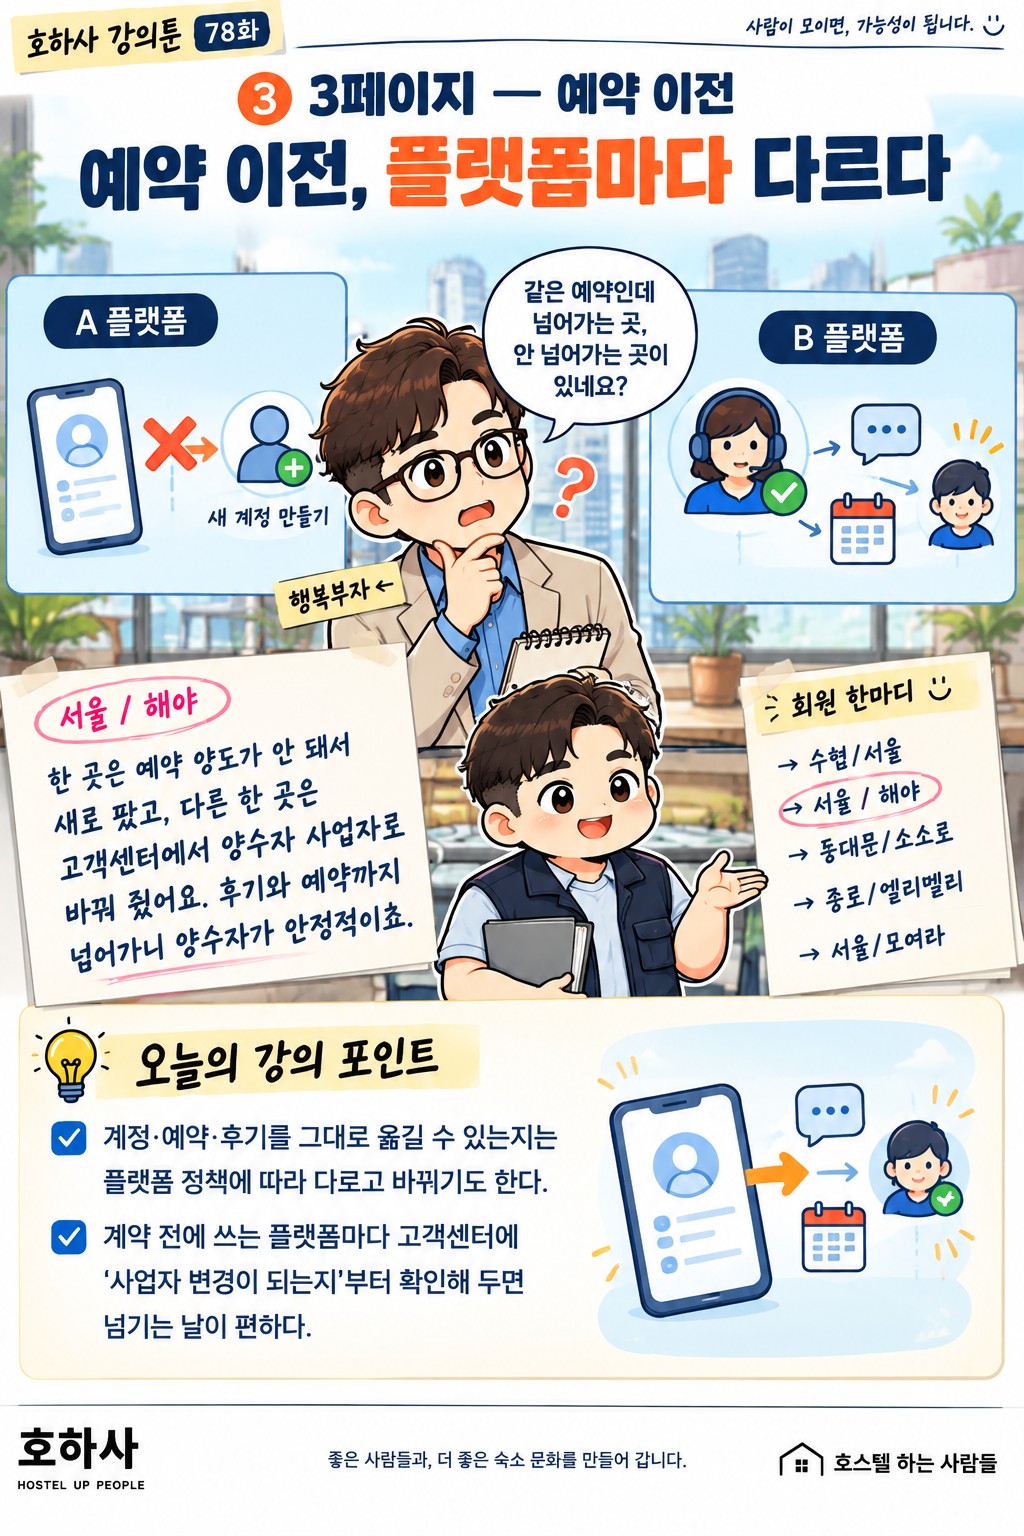 호하사 강의툰 78화
사람이 모이면, 가능성이 됩니다.
3 3페이지 — 예약 이전
예약 이전, 플랫폼마다 다르다
A 플랫폼
새 계정 만들기
같은 예약인데
넘어가는 곳,
안 넘어가는 곳이
있네요?
?
B 플랫폼
행복부자 ←
서울 / 해야
한 곳은 예약 양도가 안 돼서
새로 팠고, 다른 한 곳은
고객센터에서 양수자 사업자로
바꿔 줬어요. 후기와 예약까지
넘어가니 양수자가 안정적이죠.
회원 한마디
→ 수협/서울
→ 서울 / 해야
→ 동대문/소소로
→ 종로/엘리멜리
→ 서울/모여라
오늘의 강의 포인트
계정·예약·후기를 그대로 옮길 수 있는지는
플랫폼 정책에 따라 다르고 바뀌기도 한다.
계약 전에 쓰는 플랫폼마다 고객센터에
‘사업자 변경이 되는지’부터 확인해 두면
넘기는 날이 편하다.
호하사
HOSTEL UP PEOPLE
좋은 사람들과, 더 좋은 숙소 문화를 만들어 갑니다.
호스텔 하는 사람들